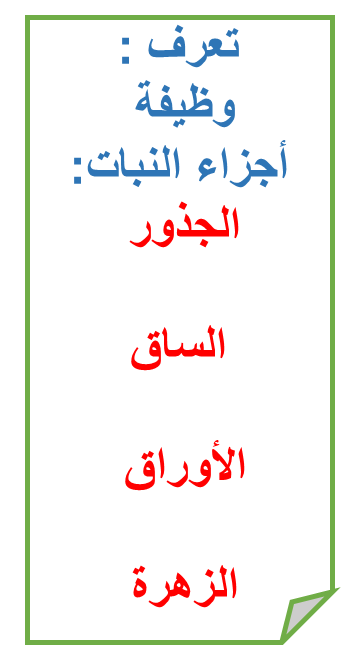 تعرف :
وظيفة
أجزاء النبات:
الجذور
الساق
الأوراق
الزهرة